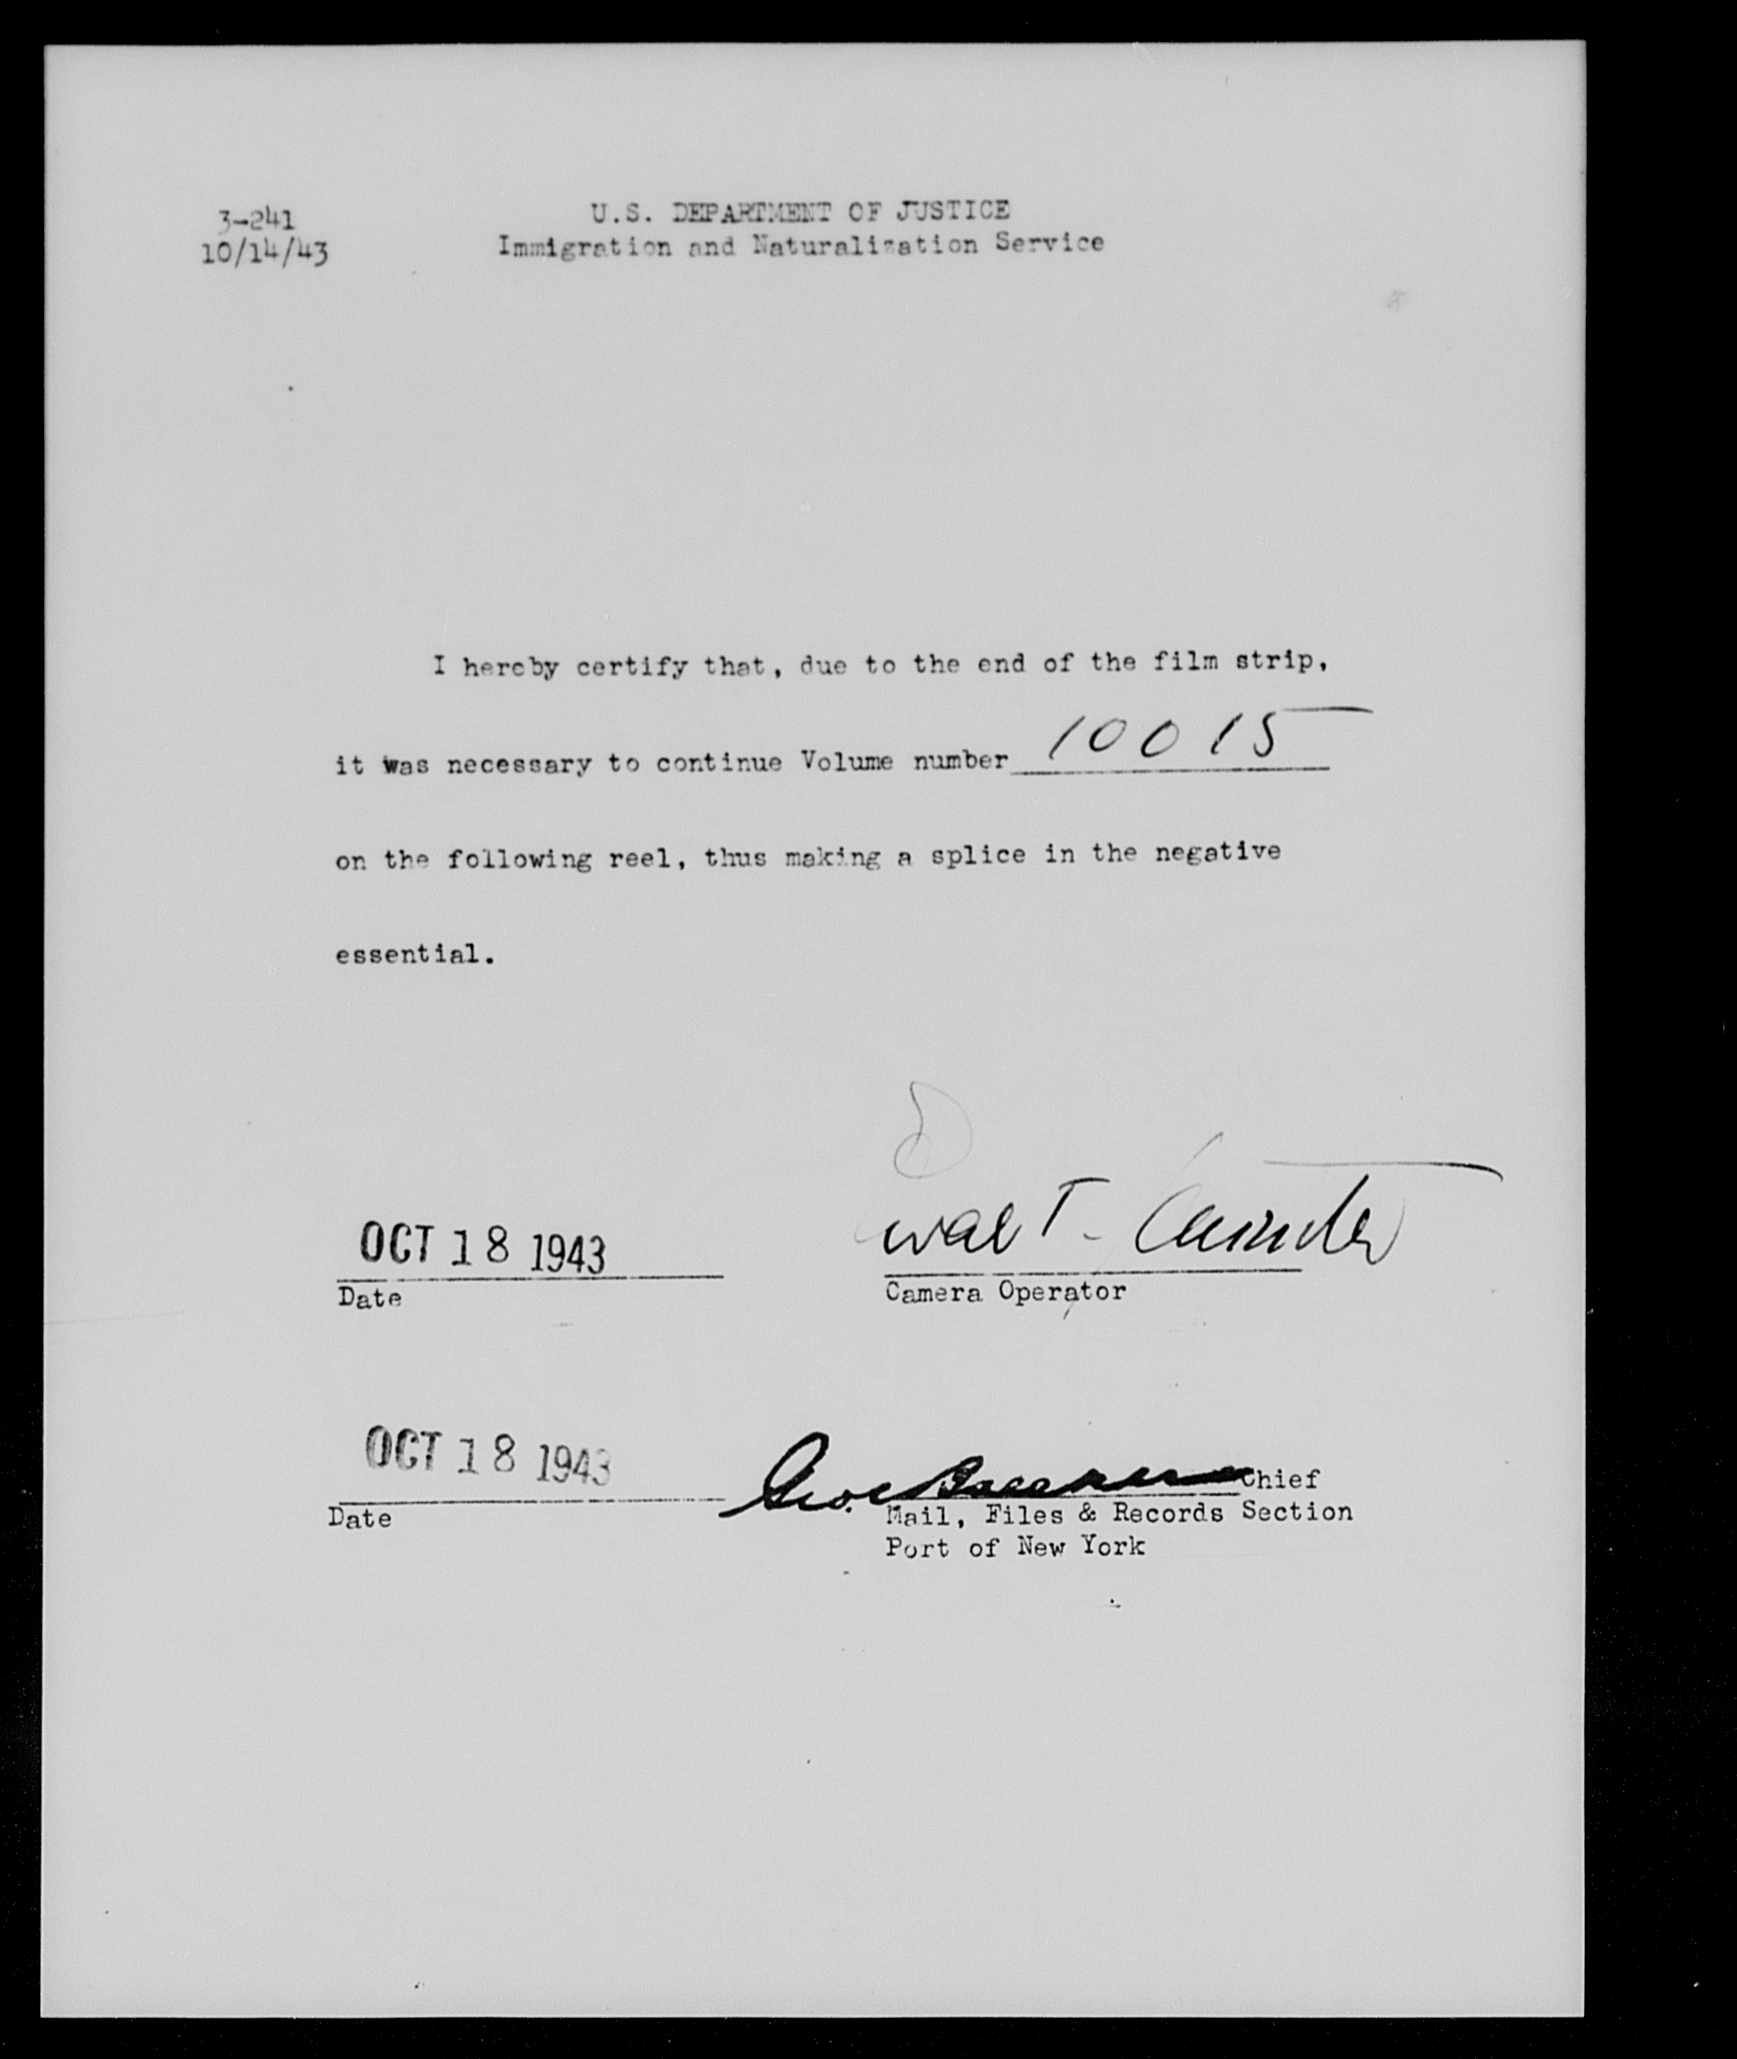 3-241
10/14/43
U.S. DEPARTMENT OF JUSTICE
Immigration and Naturalization Service
I hereby certify that, due to the end of the film strip,
it was necessary to continue Volume number 10015
on the following reel, thus making a splice in the negative
essential.
OCT 18 1943
Date
Walt.
Camera Operator
OCT 18 1943
Date
Geo. Chief
Mail, Files & Records Section
Port of New York